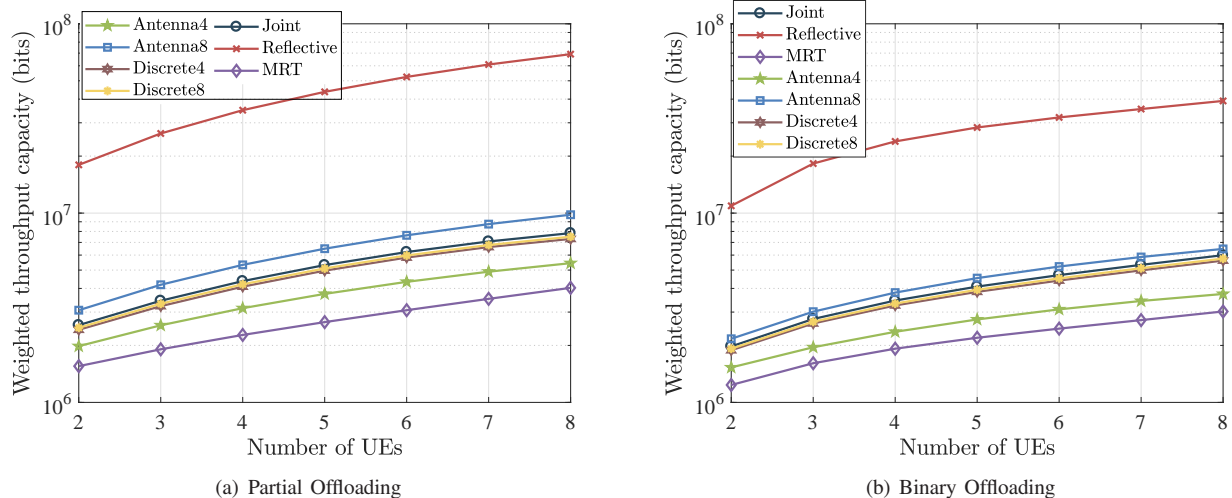 Weighted throughput capacity (bits)
10^8
10^7
10^6
Antenna4
Antenna8
Discrete4
Discrete8
Joint
Reflective
MRT
2 3 4 5 6 7 8
Number of UEs
(a) Partial Offloading
Weighted throughput capacity (bits)
10^8
10^7
10^6
Joint
Reflective
MRT
Antenna4
Antenna8
Discrete4
Discrete8
2 3 4 5 6 7 8
Number of UEs
(b) Binary Offloading